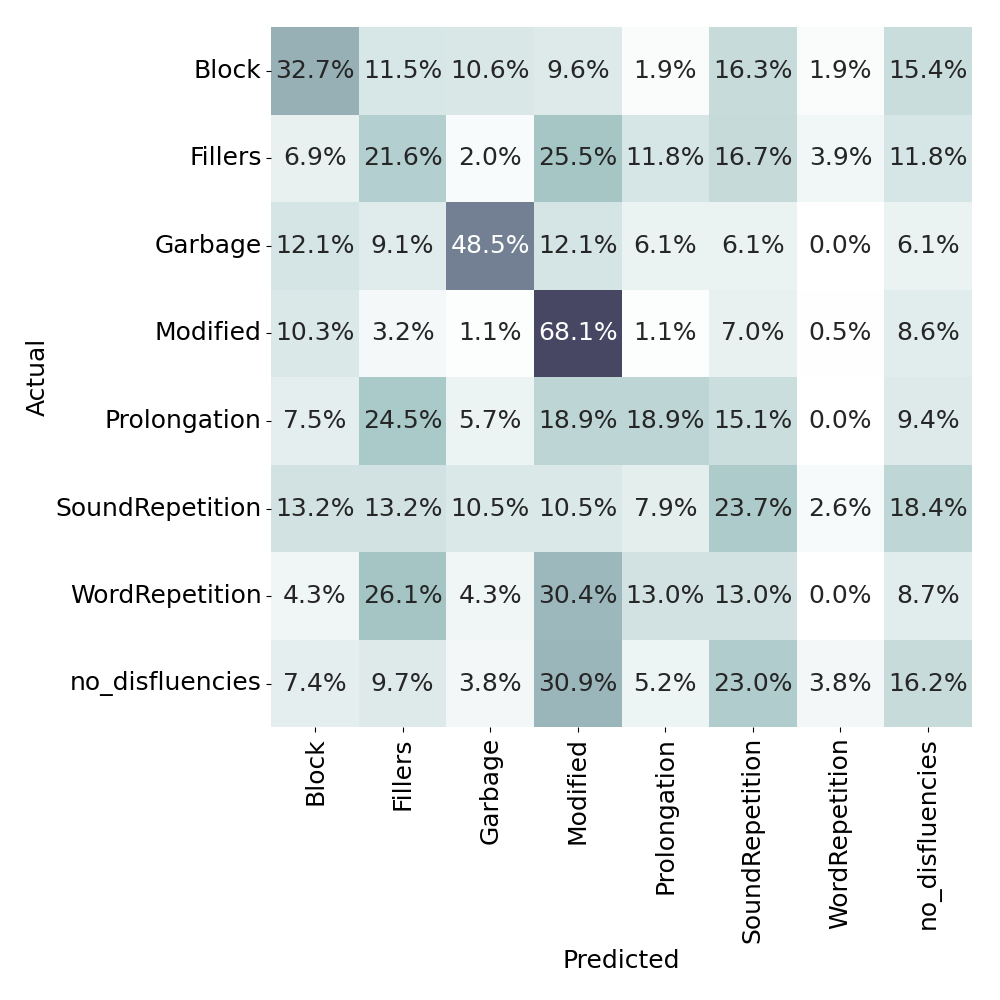 Block 32.7% 11.5% 10.6% 9.6% 1.9% 16.3% 1.9% 15.4%
Fillers 6.9% 21.6% 2.0% 25.5% 11.8% 16.7% 3.9% 11.8%
Garbage 12.1% 9.1% 48.5% 12.1% 6.1% 6.1% 0.0% 6.1%
Modified 10.3% 3.2% 1.1% 68.1% 1.1% 7.0% 0.5% 8.6%
Prolongation 7.5% 24.5% 5.7% 18.9% 18.9% 15.1% 0.0% 9.4%
SoundRepetition 13.2% 13.2% 10.5% 10.5% 7.9% 23.7% 2.6% 18.4%
WordRepetition 4.3% 26.1% 4.3% 30.4% 13.0% 13.0% 0.0% 8.7%
no_disfluencies 7.4% 9.7% 3.8% 30.9% 5.2% 23.0% 3.8% 16.2%
Actual
Block Fillers Garbage Modified Prolongation SoundRepetition WordRepetition no_disfluencies
Predicted